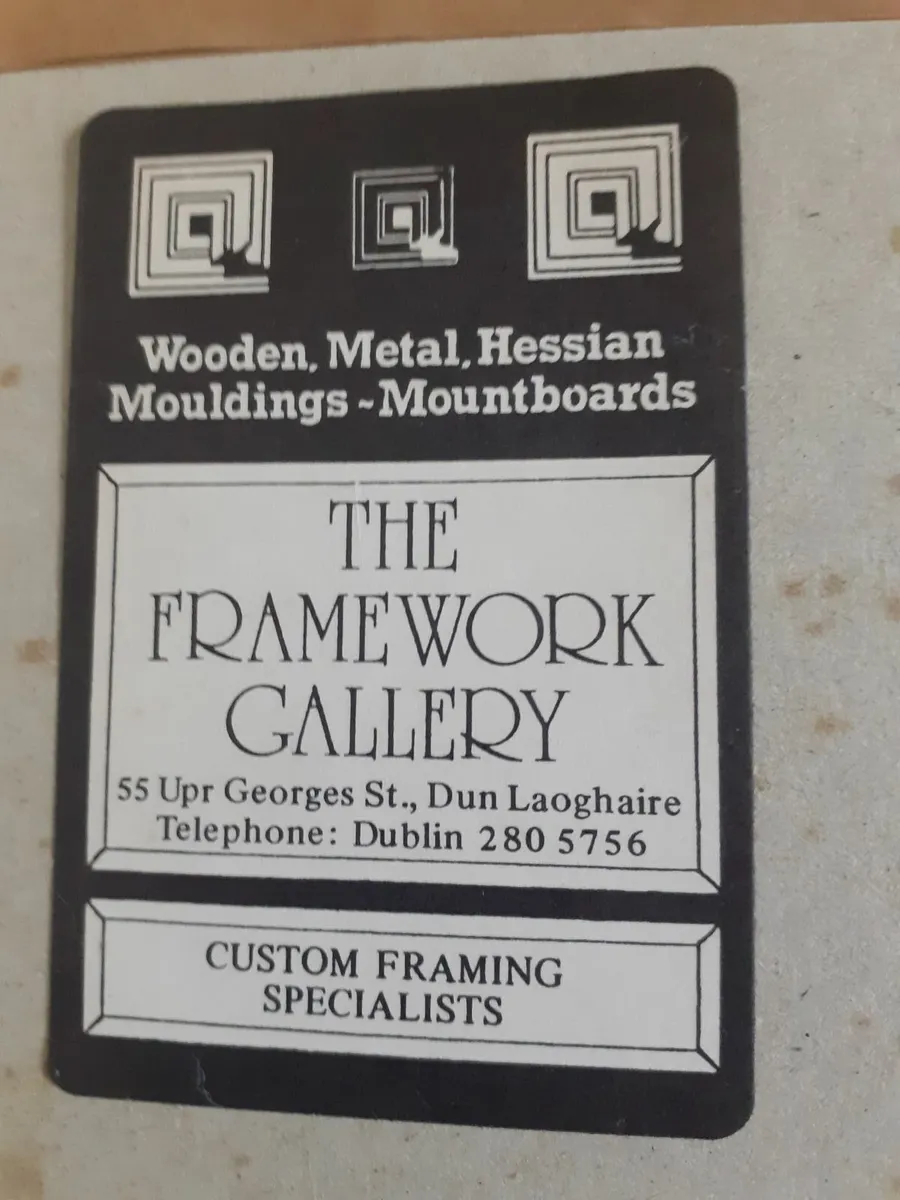 Wooden, Metal, Hessian
Mouldings ~ Mountboards
THE
FRAMEWORK
GALLERY
55 Upr Georges St., Dun Laoghaire
Telephone: Dublin 280 5756
CUSTOM FRAMING
SPECIALISTS